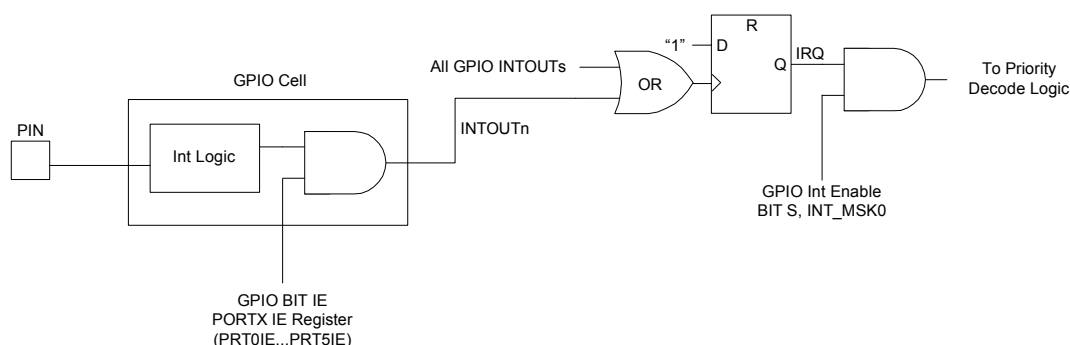 R
“1”
D
IRQ
Q
All GPIO INTOUTs
OR
To Priority
Decode Logic
GPIO Cell
INTOUTn
PIN
Int Logic
GPIO Int Enable
BIT S, INT_MSK0
GPIO BIT IE
PORTX IE Register
(PRT0IE...PRT5IE)